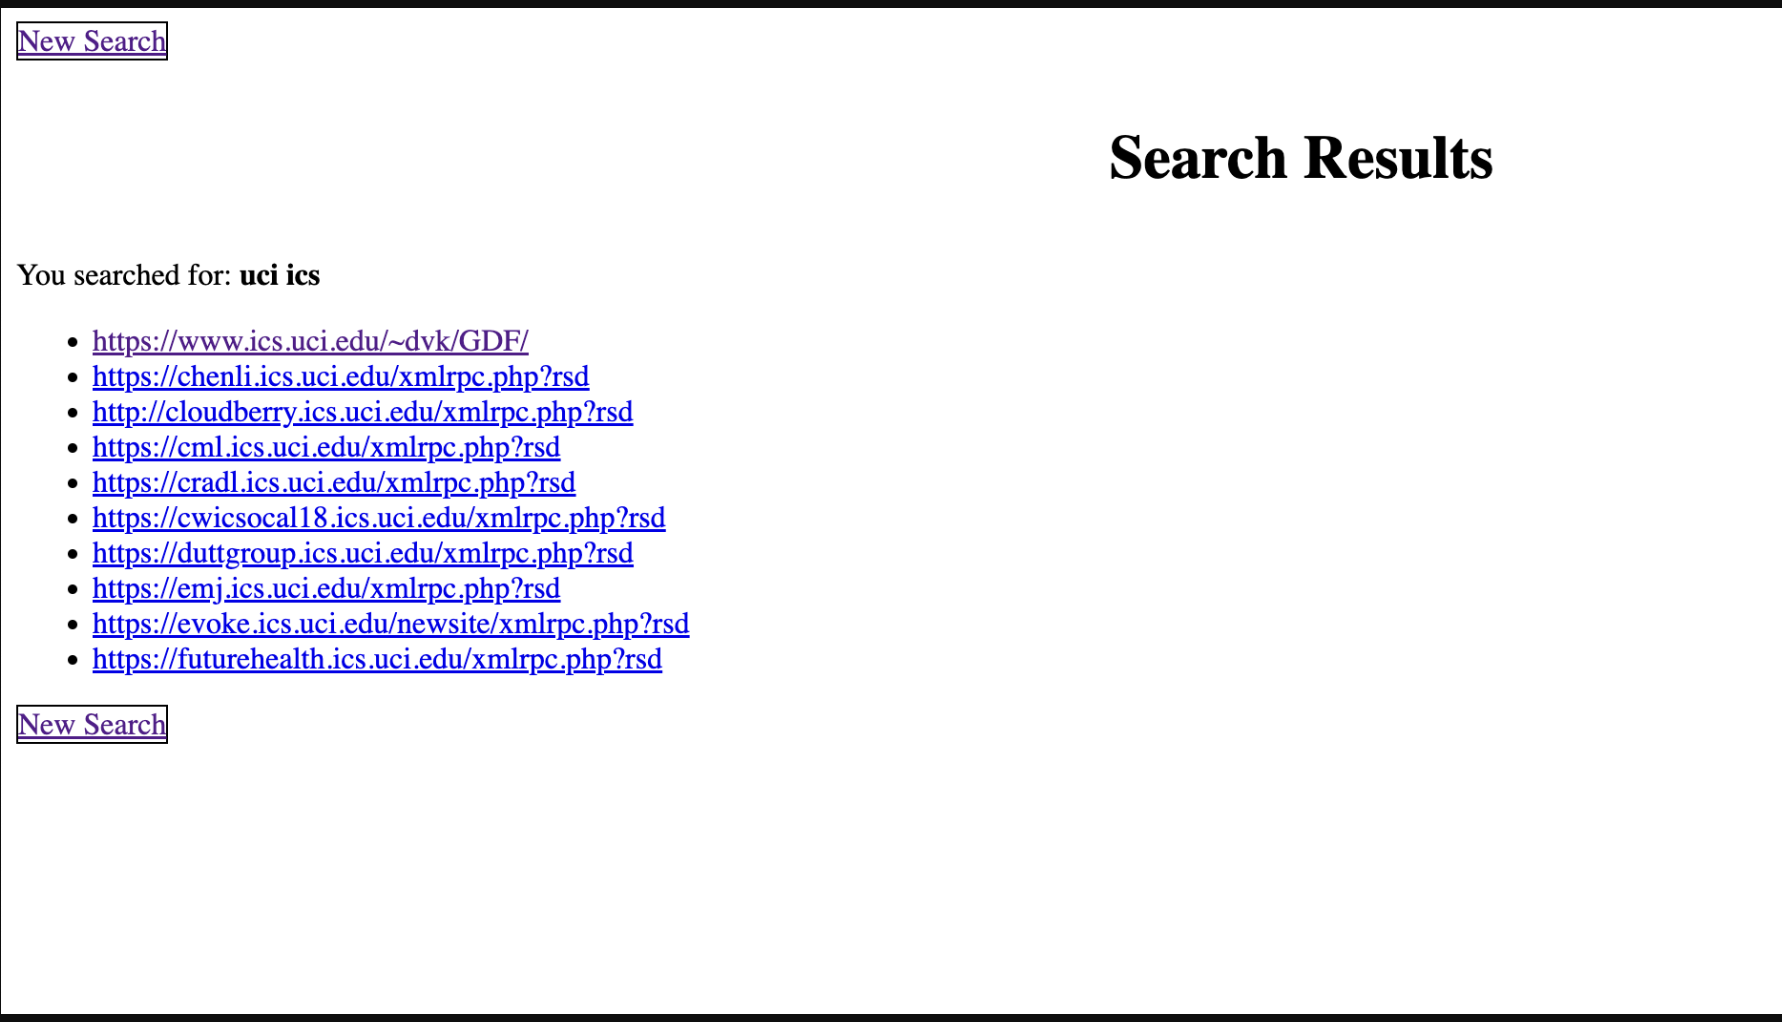 New Search
Search Results
You searched for: uci ics
https://www.ics.uci.edu/~dvk/GDF/
https://chenli.ics.uci.edu/xmlrpc.php?rsd
http://cloudberry.ics.uci.edu/xmlrpc.php?rsd
https://cml.ics.uci.edu/xmlrpc.php?rsd
https://cradl.ics.uci.edu/xmlrpc.php?rsd
https://cwicsocal18.ics.uci.edu/xmlrpc.php?rsd
https://duttgroup.ics.uci.edu/xmlrpc.php?rsd
https://emj.ics.uci.edu/xmlrpc.php?rsd
https://evoke.ics.uci.edu/newsite/xmlrpc.php?rsd
https://futurehealth.ics.uci.edu/xmlrpc.php?rsd
New Search